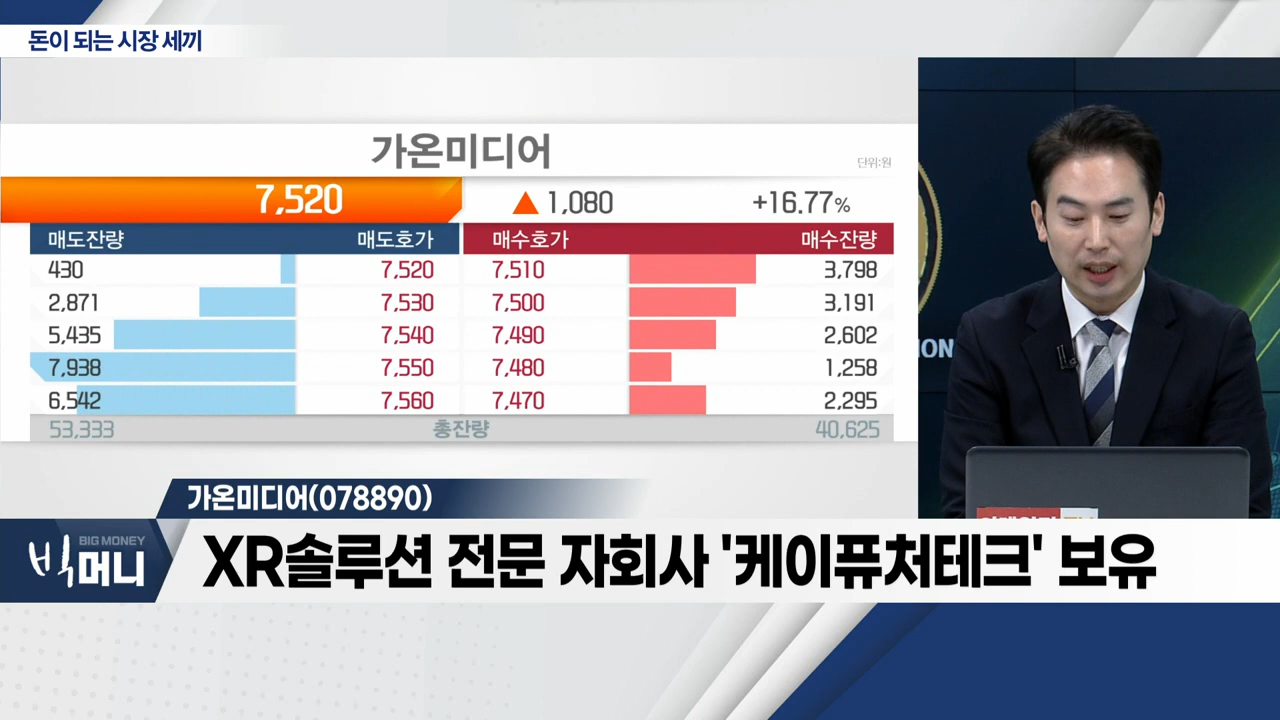 돈이 되는 시장 세끼
가온미디어
단위:원
7,520 ▲ 1,080 +16.77%
매도잔량 매도호가 매수호가 매수잔량
430 7,520 7,510 3,798
2,871 7,530 7,500 3,191
5,435 7,540 7,490 2,602
7,938 7,550 7,480 1,258
6,542 7,560 7,470 2,295
53,333 총잔량 40,625
ION
가온미디어(078890)
BIG MONEY
빅머니
XR솔루션 전문 자회사 '케이퓨처테크' 보유